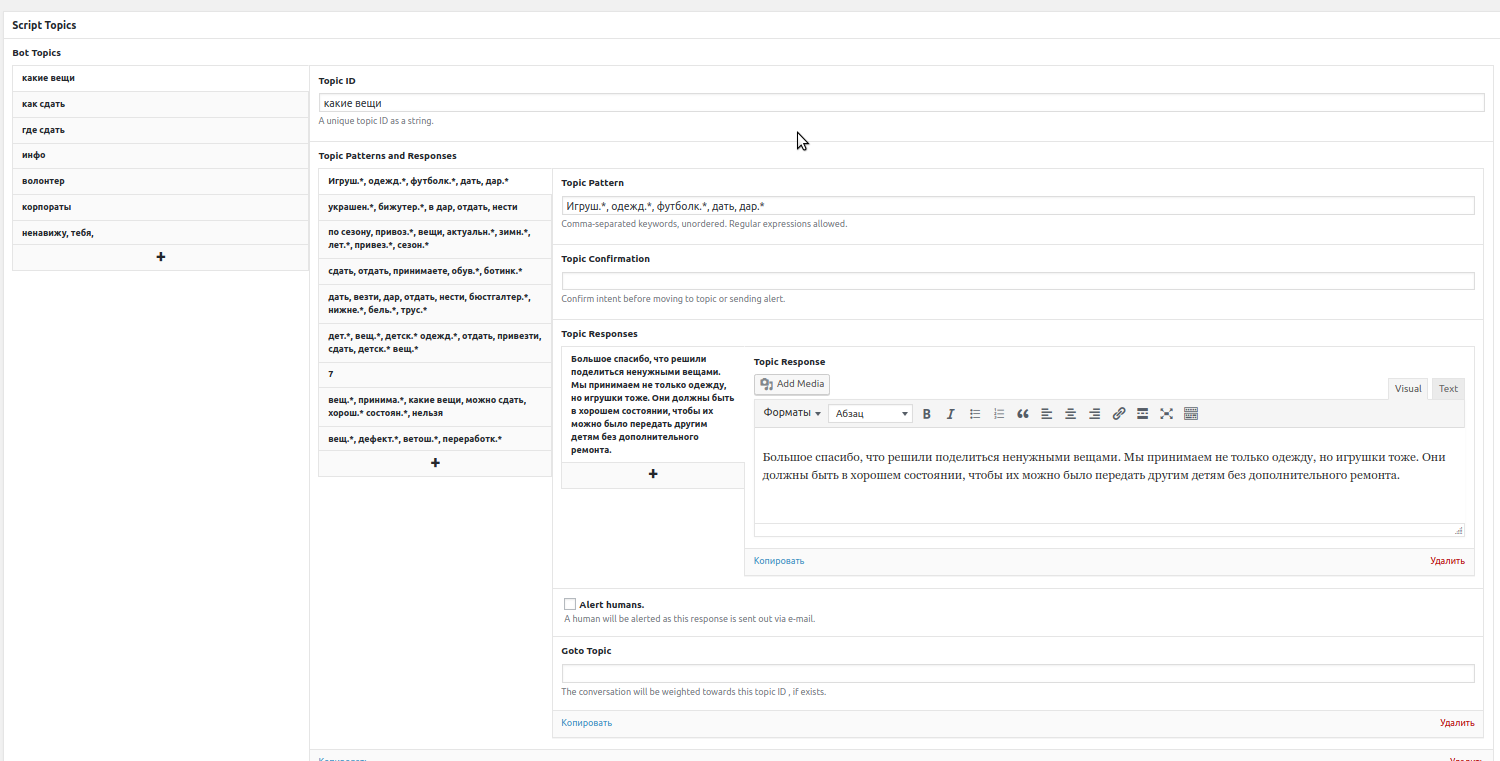 Script Topics
Bot Topics
какие вещи
как сдать
где сдать
инфо
волонтер
корпораты
ненавижу, тебя,
Topic ID
какие вещи
A unique topic ID as a string.
Topic Patterns and Responses
Игруш.*, одежд.*, футболк.*, дать, дар.*
украшен.*, бижутер.*, в дар, отдать, нести
по сезону, привоз.*, вещи, актуальн.*, зимн.*,
лет.*, привез.*, сезон.*
сдать, отдать, принимаете, обув.*, ботинк.*
дать, везти, дар, отдать, нести, бюстгалтер.*,
нижне.*, бель.*, трус.*
дет.*, вещ.*, детск.* одежд.*, отдать, привезти,
сдать, детск.* вещ.*
7
вещ.*, принима.*, какие вещи, можно сдать,
хорош.* состоян.*, нельзя
вещ.*, дефект.*, ветош.*, переработк.*
Topic Pattern
Игруш.*, одежд.*, футболк.*, дать, дар.*
Comma-separated keywords, unordered. Regular expressions allowed.
Topic Confirmation
Confirm intent before moving to topic or sending alert.
Topic Responses
Большое спасибо, что решили
поделиться ненужными вещами.
Мы принимаем не только одежду,
но игрушки тоже. Они должны быть
в хорошем состоянии, чтобы их
можно было передать другим
детям без дополнительного
ремонта.
Topic Response
Add Media
Visual
Text
Форматы
Абзац
Большое спасибо, что решили поделиться ненужными вещами. Мы принимаем не только одежду, но игрушки тоже. Они
должны быть в хорошем состоянии, чтобы их можно было передать другим детям без дополнительного ремонта.
Копировать
Удалить
Alert humans.
A human will be alerted as this response is sent out via e-mail.
Goto Topic
The conversation will be weighted towards this topic ID , if exists.
Копировать
Удалить
Копировать
Удалить